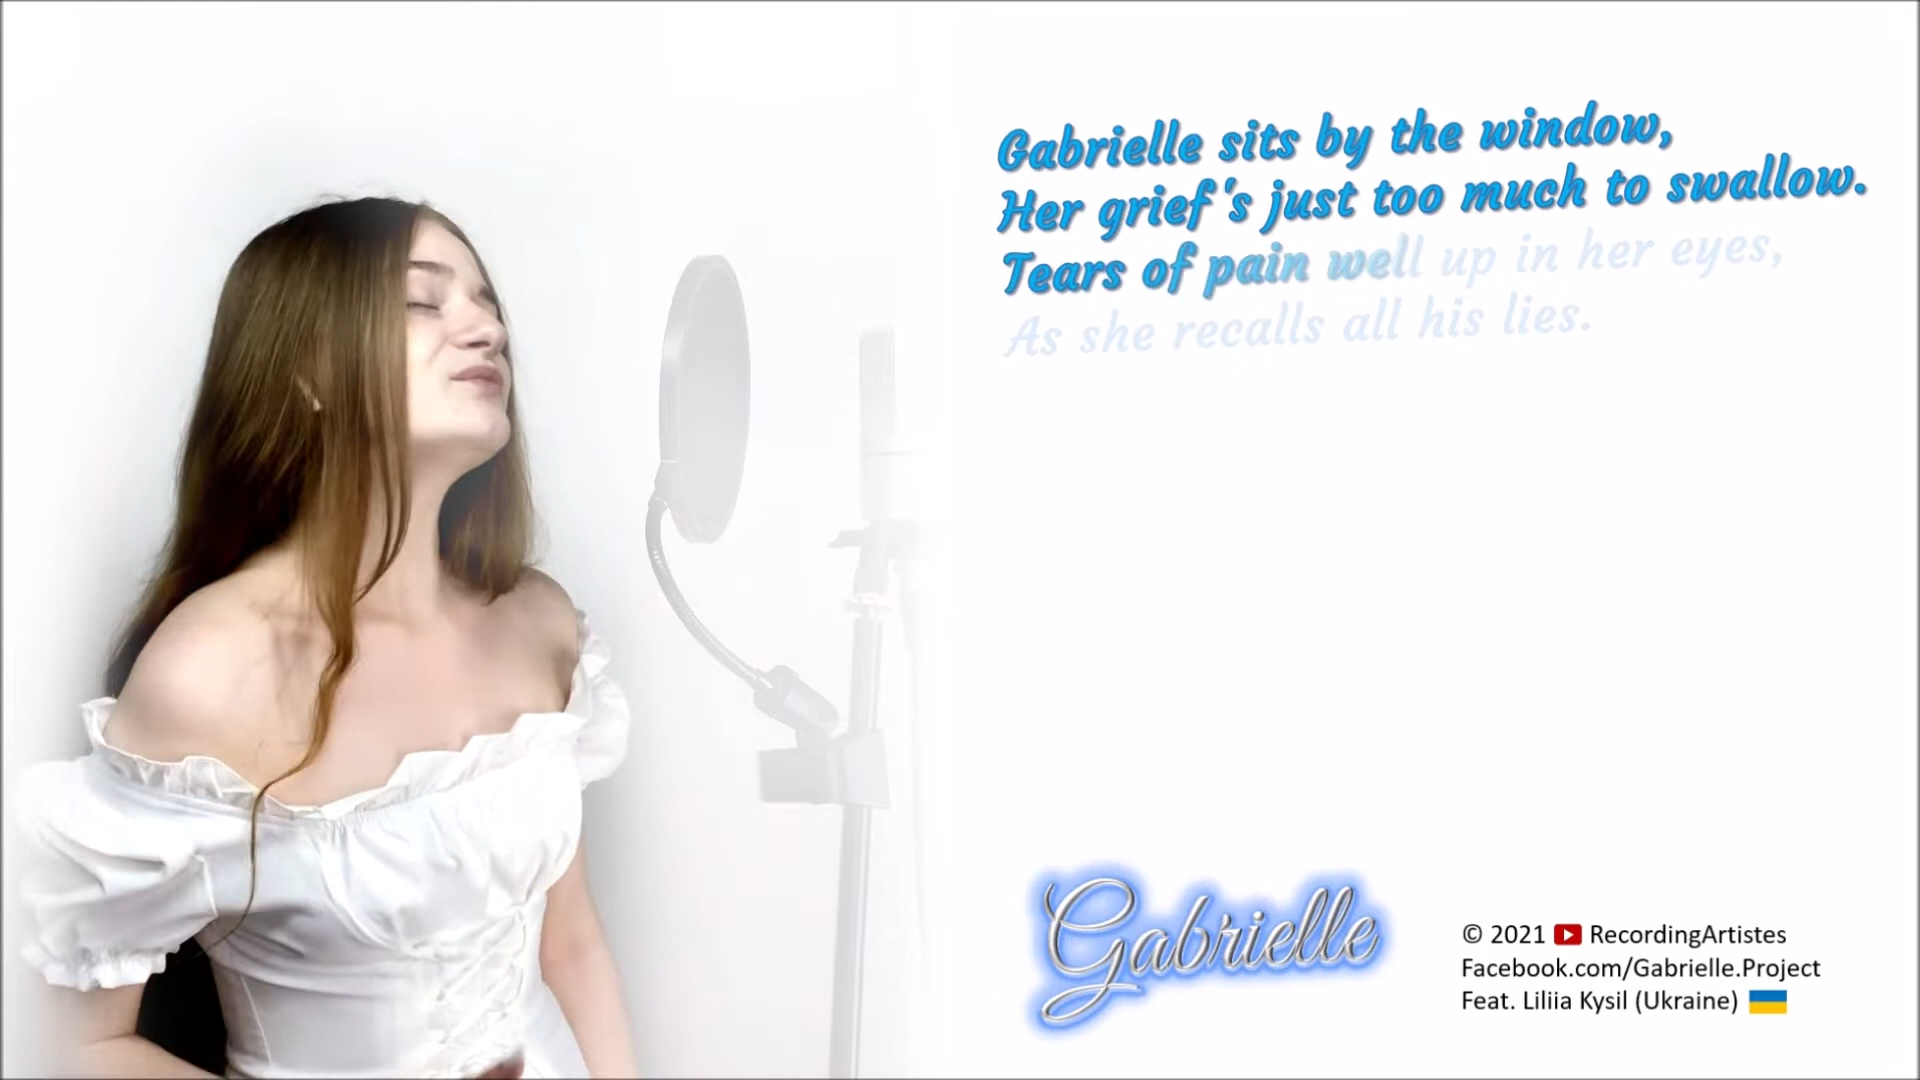 Gabrielle sits by the window,
Her grief's just too much to swallow.
Tears of pain well up in her eyes,
As she recalls all his lies.
Gabrielle
© 2021 RecordingArtistes
Facebook.com/Gabrielle.Project
Feat. Liliia Kysil (Ukraine)